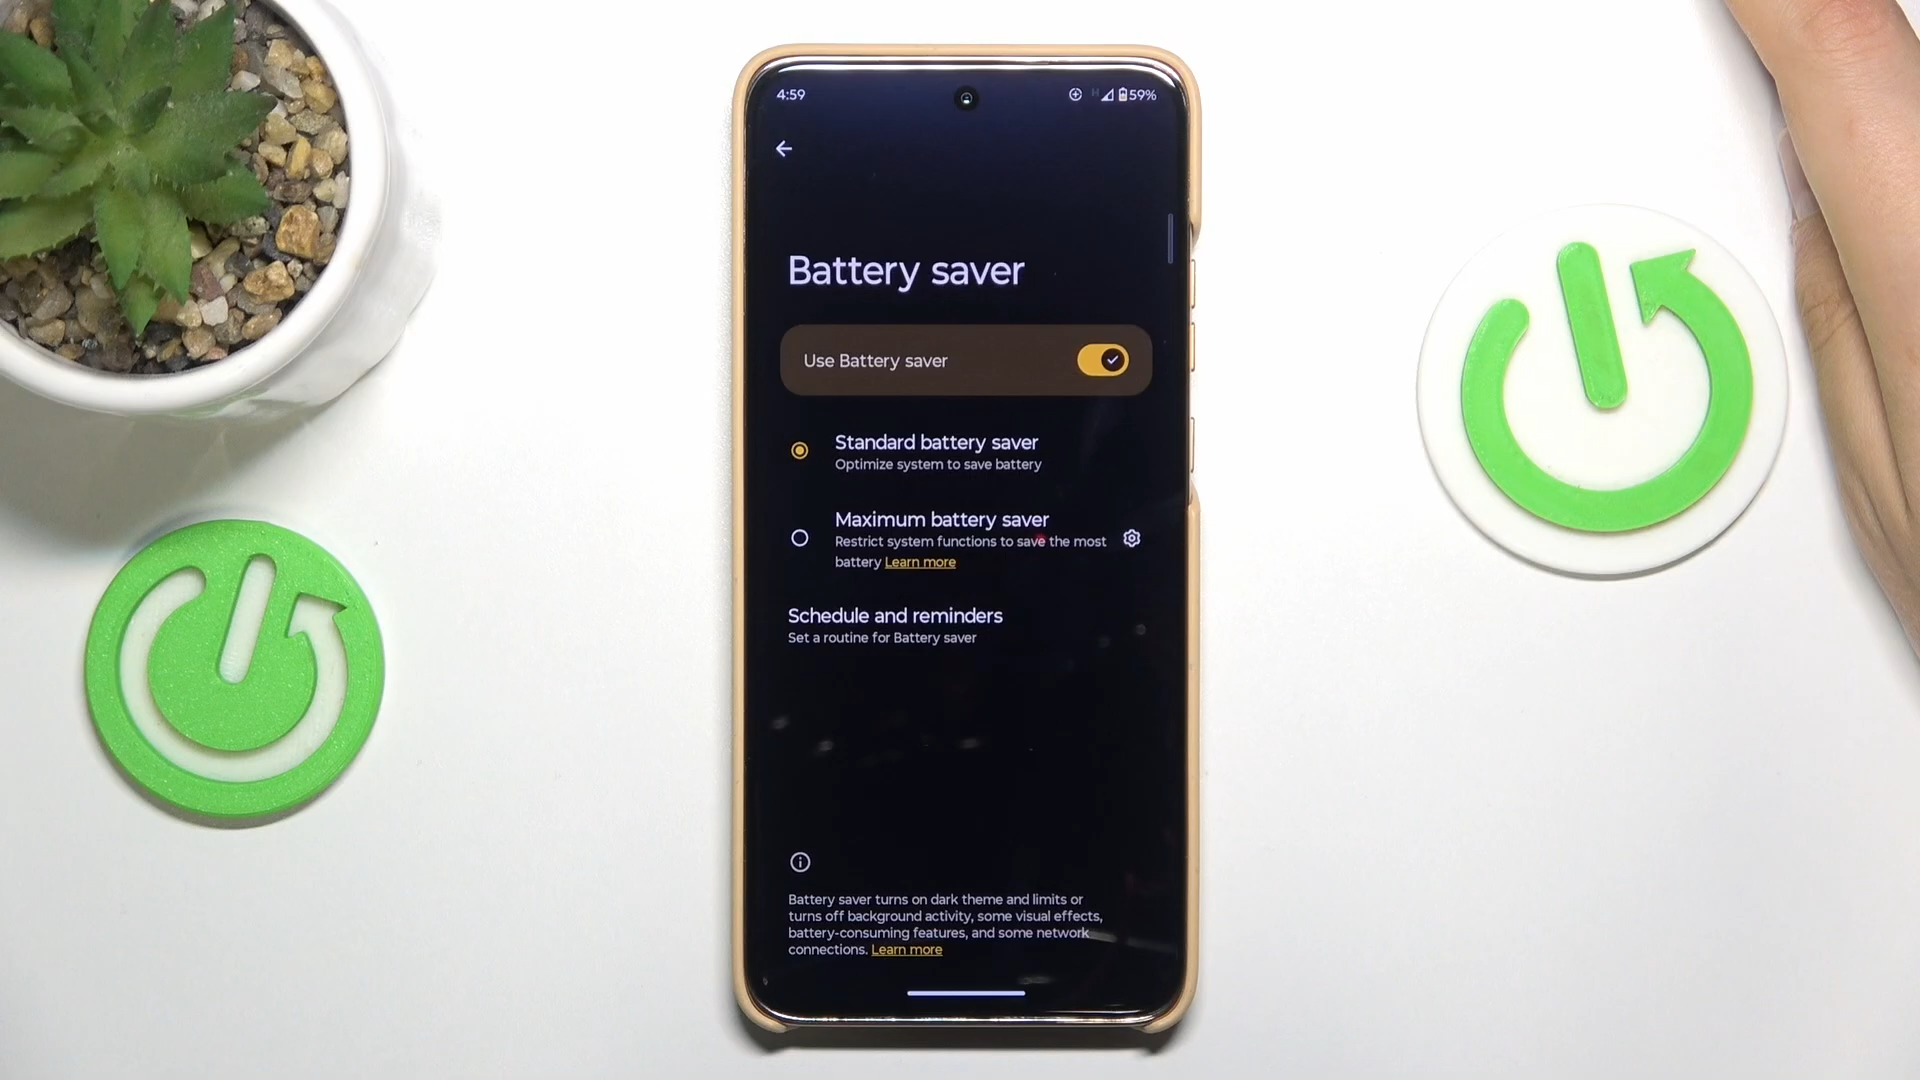 4:59
H 59%
Battery saver
Use Battery saver
Standard battery saver
Optimize system to save battery
Maximum battery saver
Restrict system functions to save the most
battery Learn more
Schedule and reminders
Set a routine for Battery saver
Battery saver turns on dark theme and limits or
turns off background activity, some visual effects,
battery-consuming features, and some network
connections. Learn more